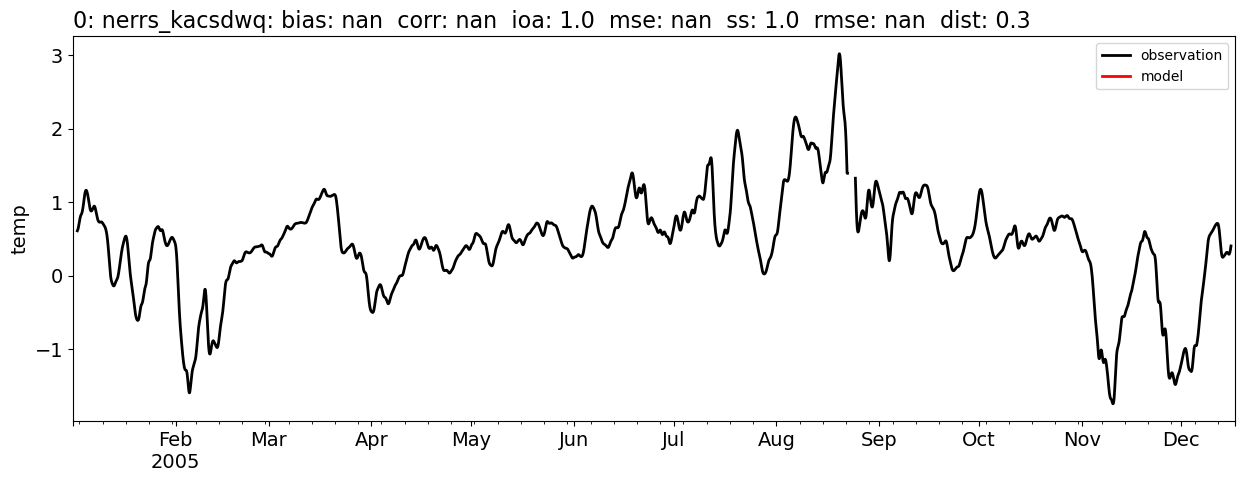 0: nerrs_kacsdwq: bias: nan  corr: nan  ioa: 1.0  mse: nan  ss: 1.0  rmse: nan  dist: 0.3
observation
model
temp
3
2
1
0
−1
Feb Mar Apr May Jun Jul Aug Sep Oct Nov Dec
2005